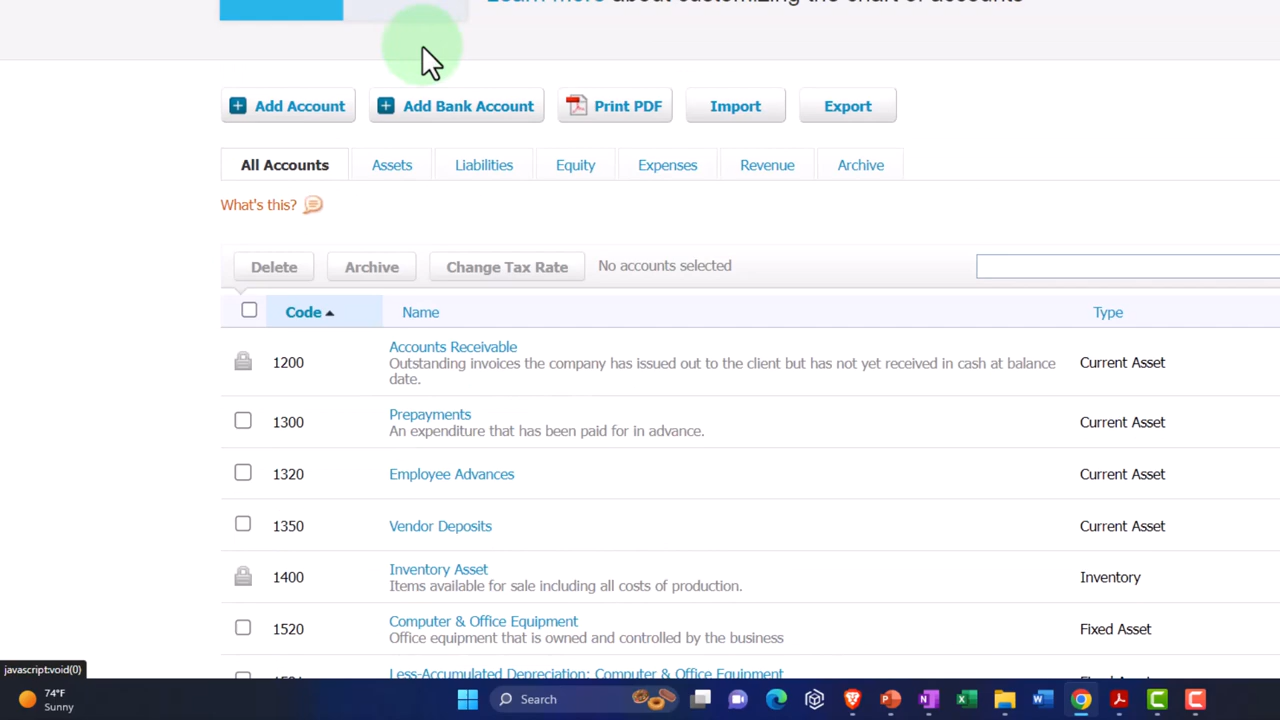 Learn more about customizing the chart of accounts
Add Account Add Bank Account Print PDF Import Export
All Accounts Assets Liabilities Equity Expenses Revenue Archive
What's this?
Delete Archive Change Tax Rate No accounts selected
Code Name Type
Accounts Receivable
1200 Outstanding invoices the company has issued out to the client but has not yet received in cash at balance Current Asset
date.
Prepayments
1300 An expenditure that has been paid for in advance. Current Asset
1320 Employee Advances Current Asset
1350 Vendor Deposits Current Asset
Inventory Asset
1400 Items available for sale including all costs of production. Inventory
Computer & Office Equipment
1520 Office equipment that is owned and controlled by the business Fixed Asset
Less-Accumulated Depreciation: Computer & Office Equipment
javascript:void(0)
74°F
Sunny
Search